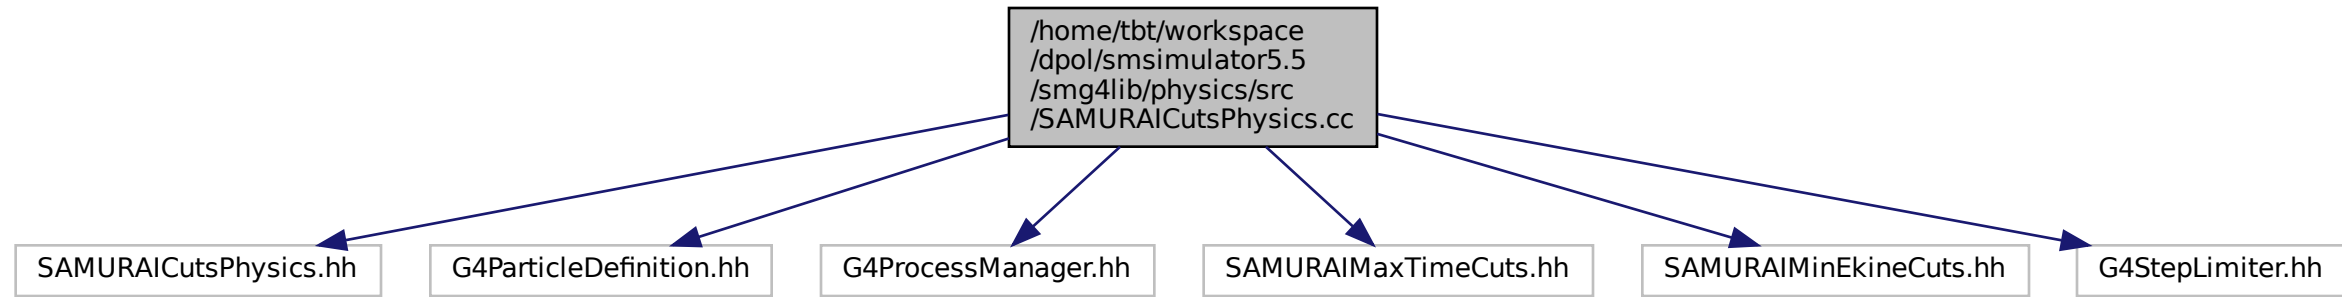 /home/tbt/workspace
/dpol/smsimulator5.5
/smg4lib/physics/src
/SAMURAICutsPhysics.cc
SAMURAICutsPhysics.hh
G4ParticleDefinition.hh
G4ProcessManager.hh
SAMURAIMaxTimeCuts.hh
SAMURAIMinEkineCuts.hh
G4StepLimiter.hh